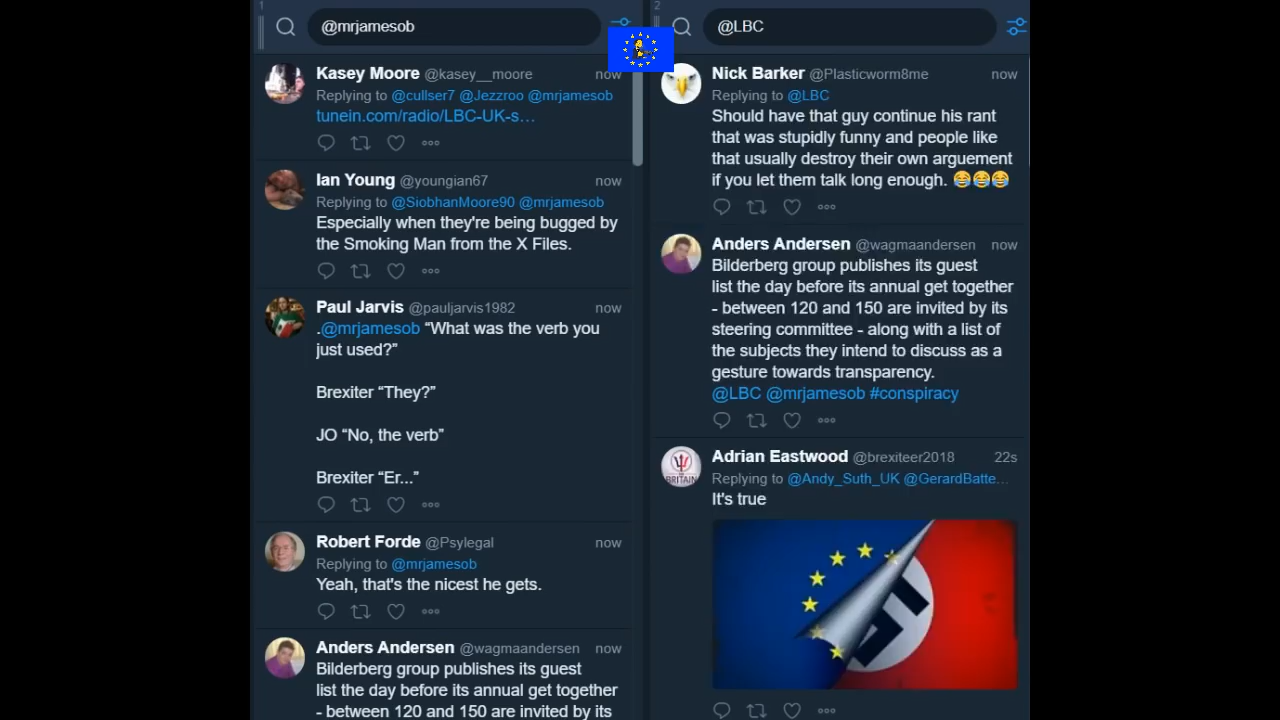 1
@mrjamesob
Kasey Moore @kasey__moore now
Replying to @cullser7 @Jezzroo @mrjamesob
tunein.com/radio/LBC-UK-s…
Ian Young @youngian67 now
Replying to @SiobhanMoore90 @mrjamesob
Especially when they're being bugged by
the Smoking Man from the X Files.
Paul Jarvis @pauljarvis1982 now
.@mrjamesob “What was the verb you
just used?”
Brexiter “They?”
JO “No, the verb”
Brexiter “Er...”
Robert Forde @Psylegal now
Replying to @mrjamesob
Yeah, that's the nicest he gets.
Anders Andersen @wagmaandersen now
Bilderberg group publishes its guest
list the day before its annual get together
- between 120 and 150 are invited by its
2
@LBC
Nick Barker @Plasticworm8me now
Replying to @LBC
Should have that guy continue his rant
that was stupidly funny and people like
that usually destroy their own arguement
if you let them talk long enough. 😂😂😂
Anders Andersen @wagmaandersen now
Bilderberg group publishes its guest
list the day before its annual get together
- between 120 and 150 are invited by its
steering committee - along with a list of
the subjects they intend to discuss as a
gesture towards transparency.
@LBC @mrjamesob #conspiracy
Adrian Eastwood @brexiteer2018 22s
Replying to @Andy_Suth_UK @GerardBatte...
It's true
BRITAIN